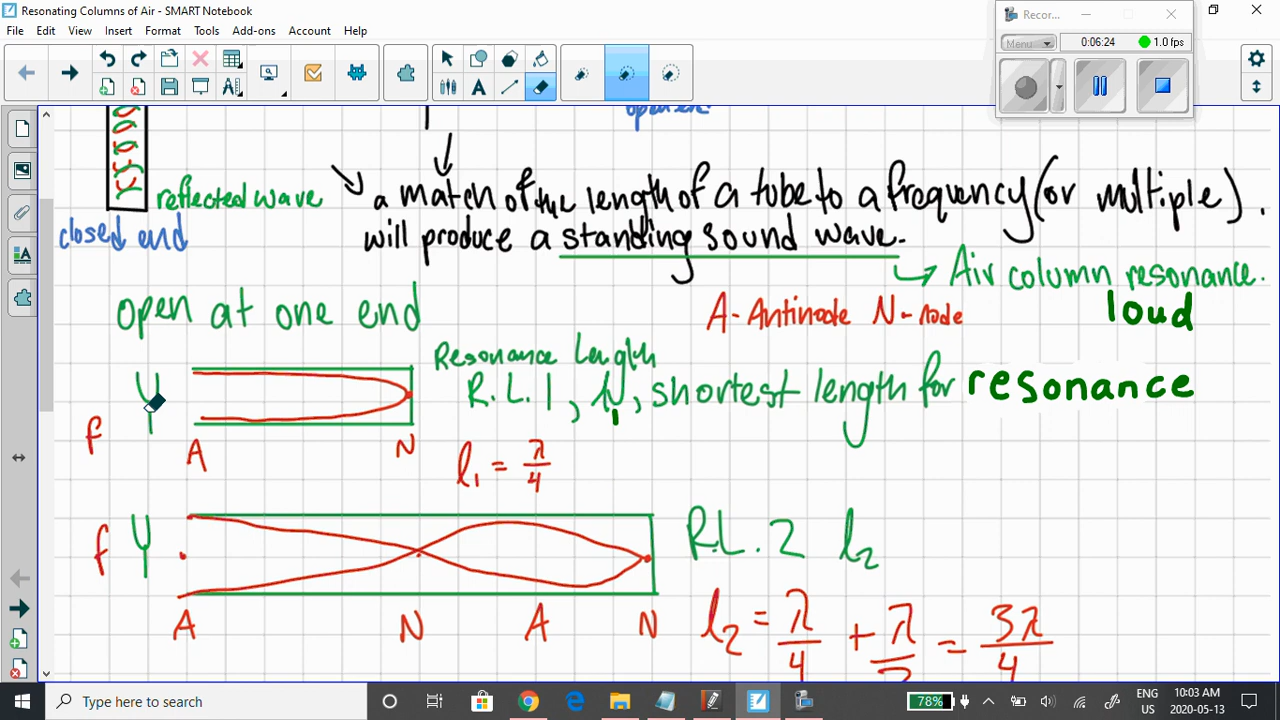 Resonating Columns of Air - SMART Notebook
Recor...
File Edit View Insert Format Tools Add-ons Account Help
Menu 0:06:24 1.0 fps
open
a match of the length of a tube to a frequency (or multiple).
reflected wave
closed end
will produce a standing sound wave.
Air column resonance.
open at one end
A-Antinode N-node
loud
Resonance Length
R.L.1, l, shortest length for resonance
f
A N
l₁ = λ/4
f
R.L.2 l₂
A N A N
l₂ = λ/4 + λ/2 = 3λ/4
Type here to search
78%
ENG
US
10:03 AM
2020-05-13